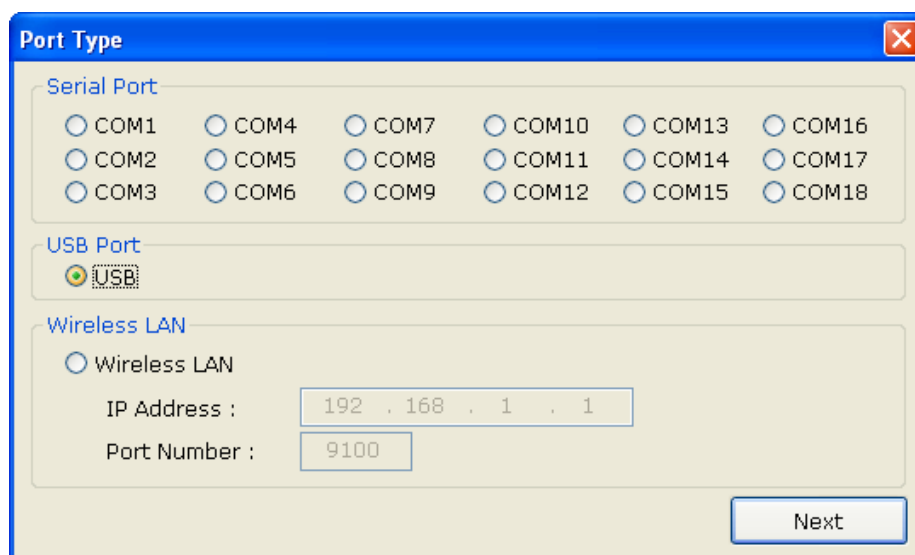 Port Type
Serial Port
COM1 COM4 COM7 COM10 COM13 COM16
COM2 COM5 COM8 COM11 COM14 COM17
COM3 COM6 COM9 COM12 COM15 COM18
USB Port
USB
Wireless LAN
Wireless LAN
IP Address : 192 . 168 . 1 . 1
Port Number : 9100
Next